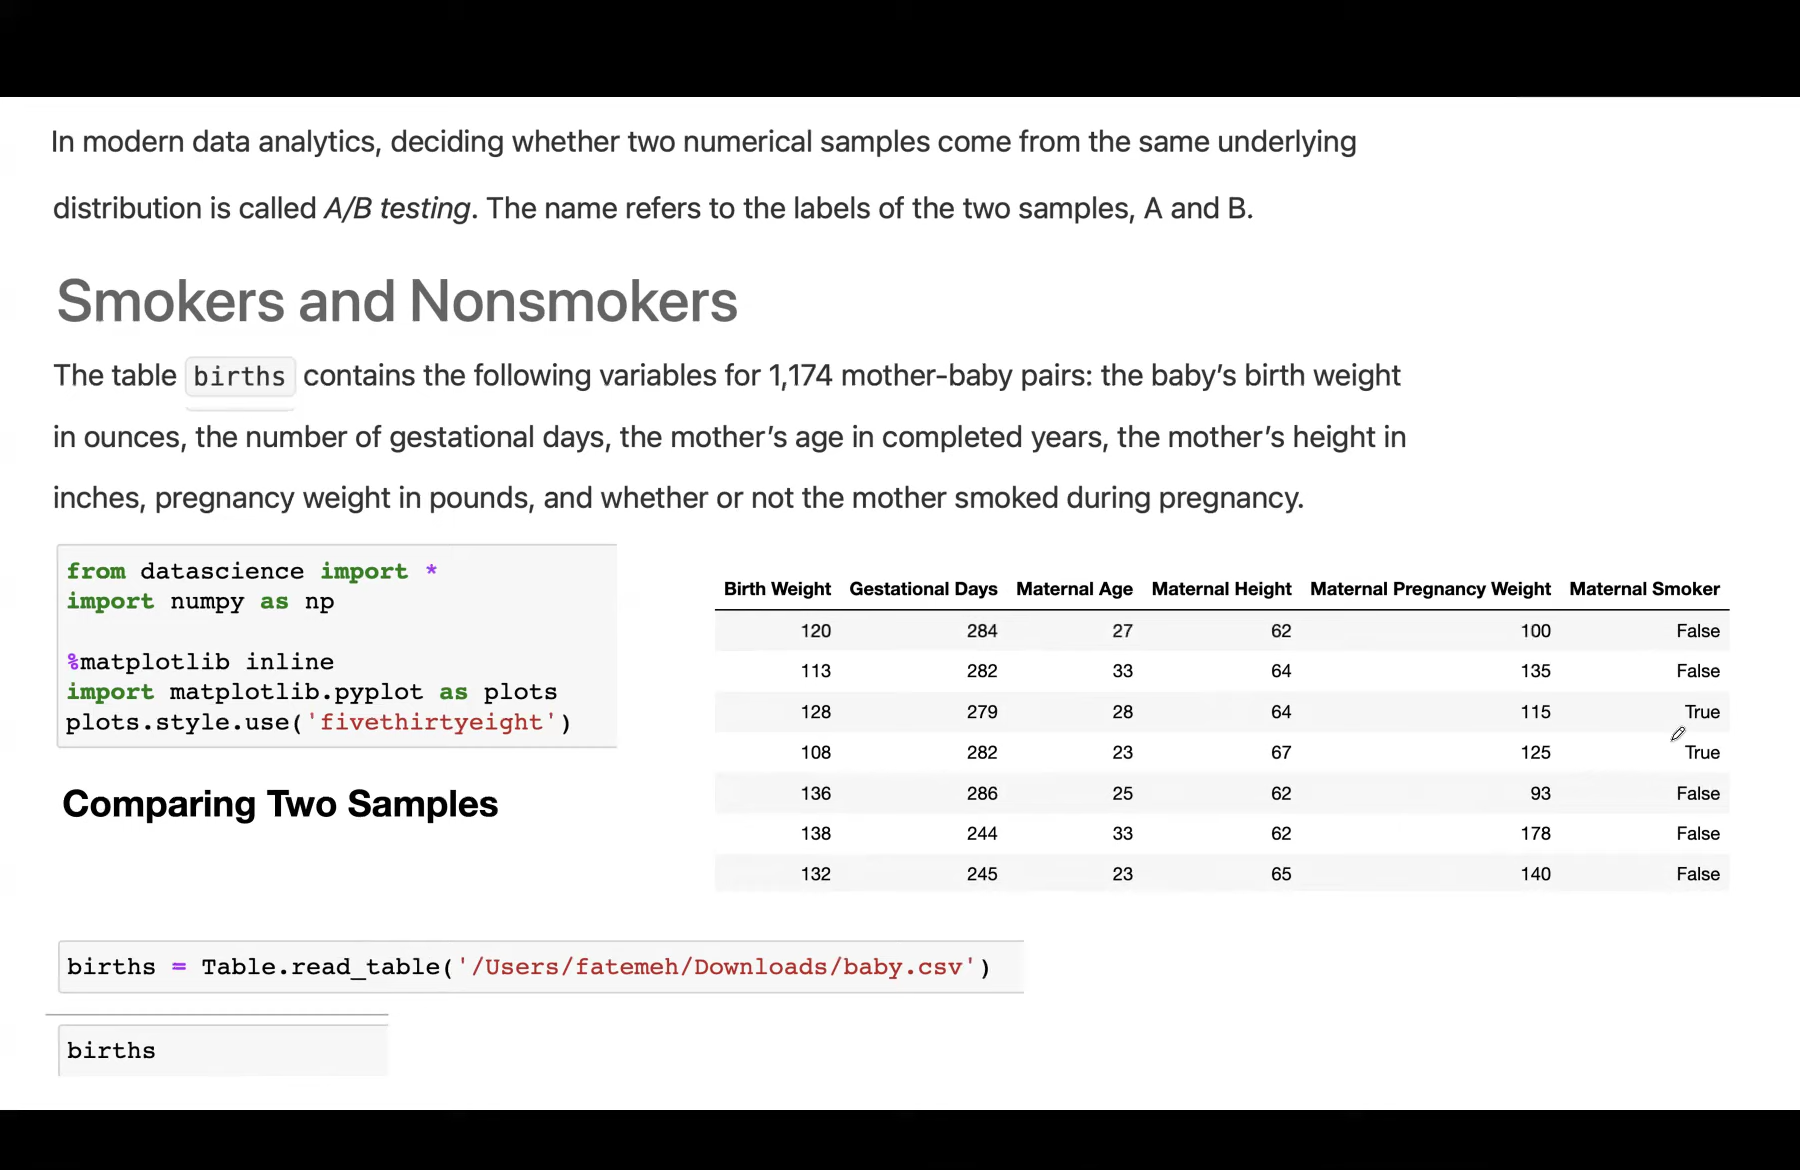 In modern data analytics, deciding whether two numerical samples come from the same underlying
distribution is called A/B testing. The name refers to the labels of the two samples, A and B.
Smokers and Nonsmokers
The table births contains the following variables for 1,174 mother-baby pairs: the baby’s birth weight
in ounces, the number of gestational days, the mother’s age in completed years, the mother’s height in
inches, pregnancy weight in pounds, and whether or not the mother smoked during pregnancy.
from datascience import *
import numpy as np
%matplotlib inline
import matplotlib.pyplot as plots
plots.style.use('fivethirtyeight')
Comparing Two Samples
Birth Weight Gestational Days Maternal Age Maternal Height Maternal Pregnancy Weight Maternal Smoker
120 284 27 62 100 False
113 282 33 64 135 False
128 279 28 64 115 True
108 282 23 67 125 True
136 286 25 62 93 False
138 244 33 62 178 False
132 245 23 65 140 False
births = Table.read_table('/Users/fatemeh/Downloads/baby.csv')
births